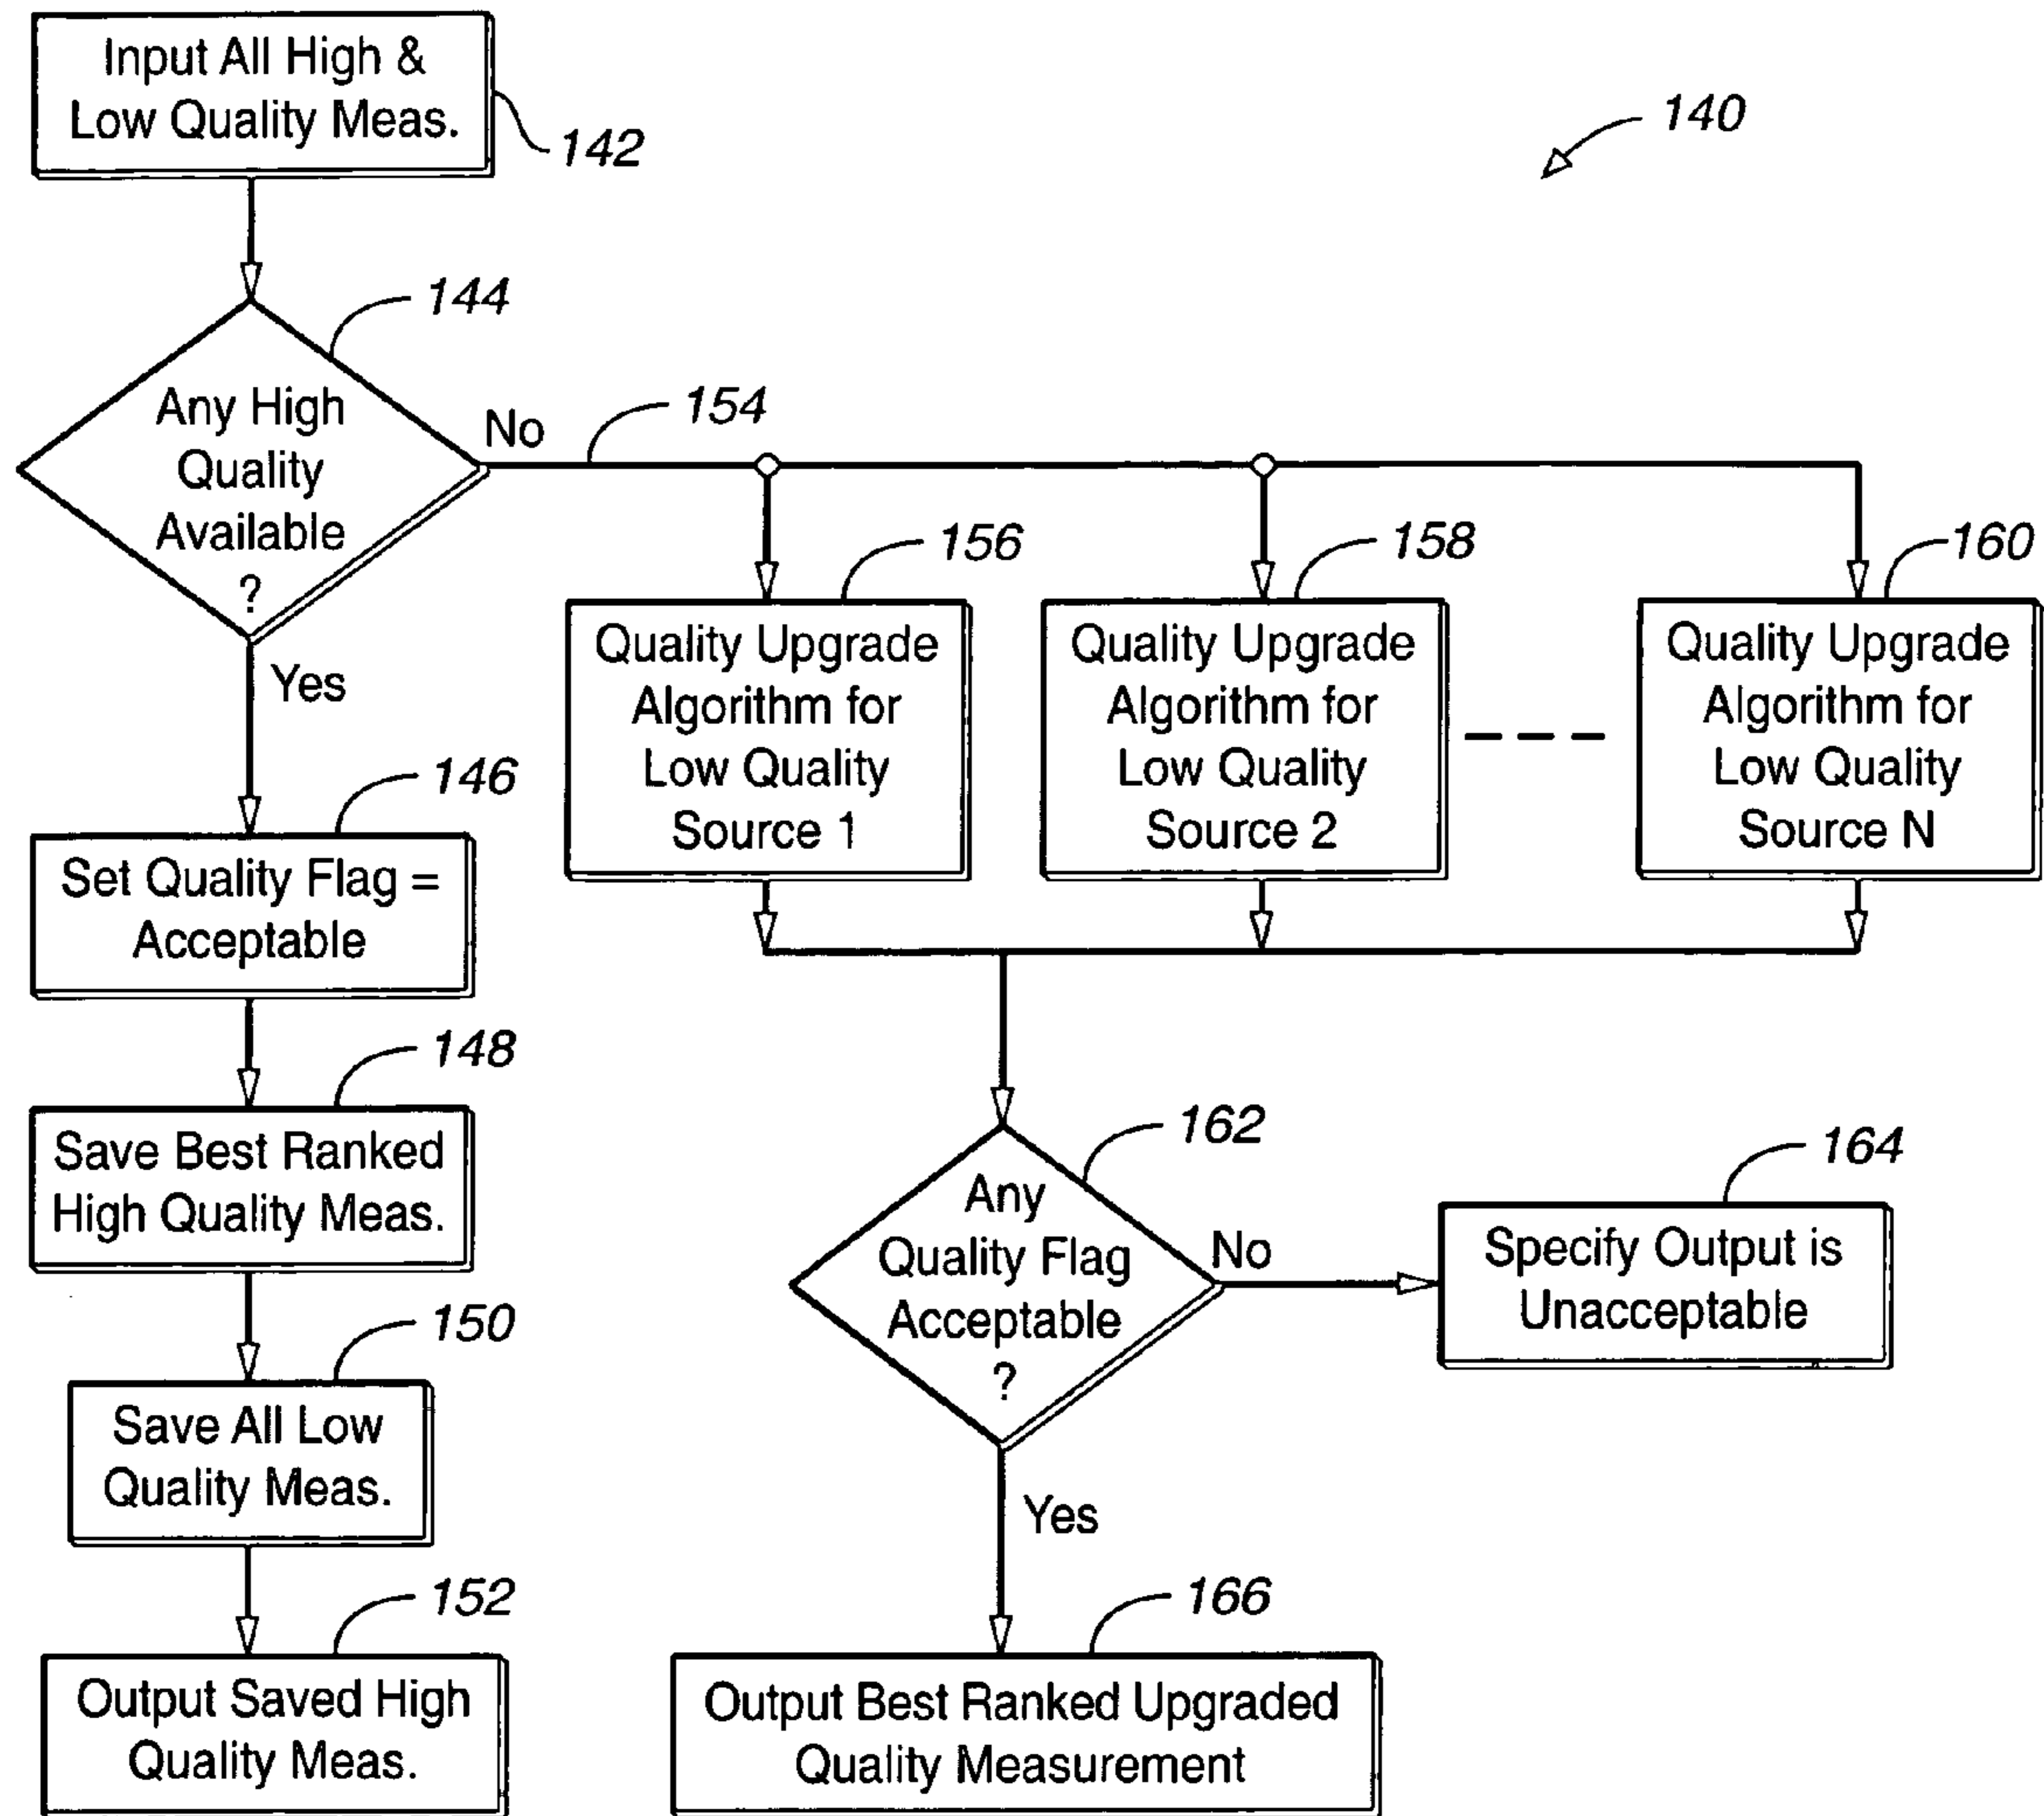 Input All High &
Low Quality Meas.
142
140
144
Any High
Quality
Available
?
No
154
Yes
156
Quality Upgrade
Algorithm for
Low Quality
Source 1
158
Quality Upgrade
Algorithm for
Low Quality
Source 2
160
Quality Upgrade
Algorithm for
Low Quality
Source N
146
Set Quality Flag =
Acceptable
148
Save Best Ranked
High Quality Meas.
150
Save All Low
Quality Meas.
152
Output Saved High
Quality Meas.
162
Any
Quality Flag
Acceptable
?
No
164
Specify Output is
Unacceptable
Yes
166
Output Best Ranked Upgraded
Quality Measurement